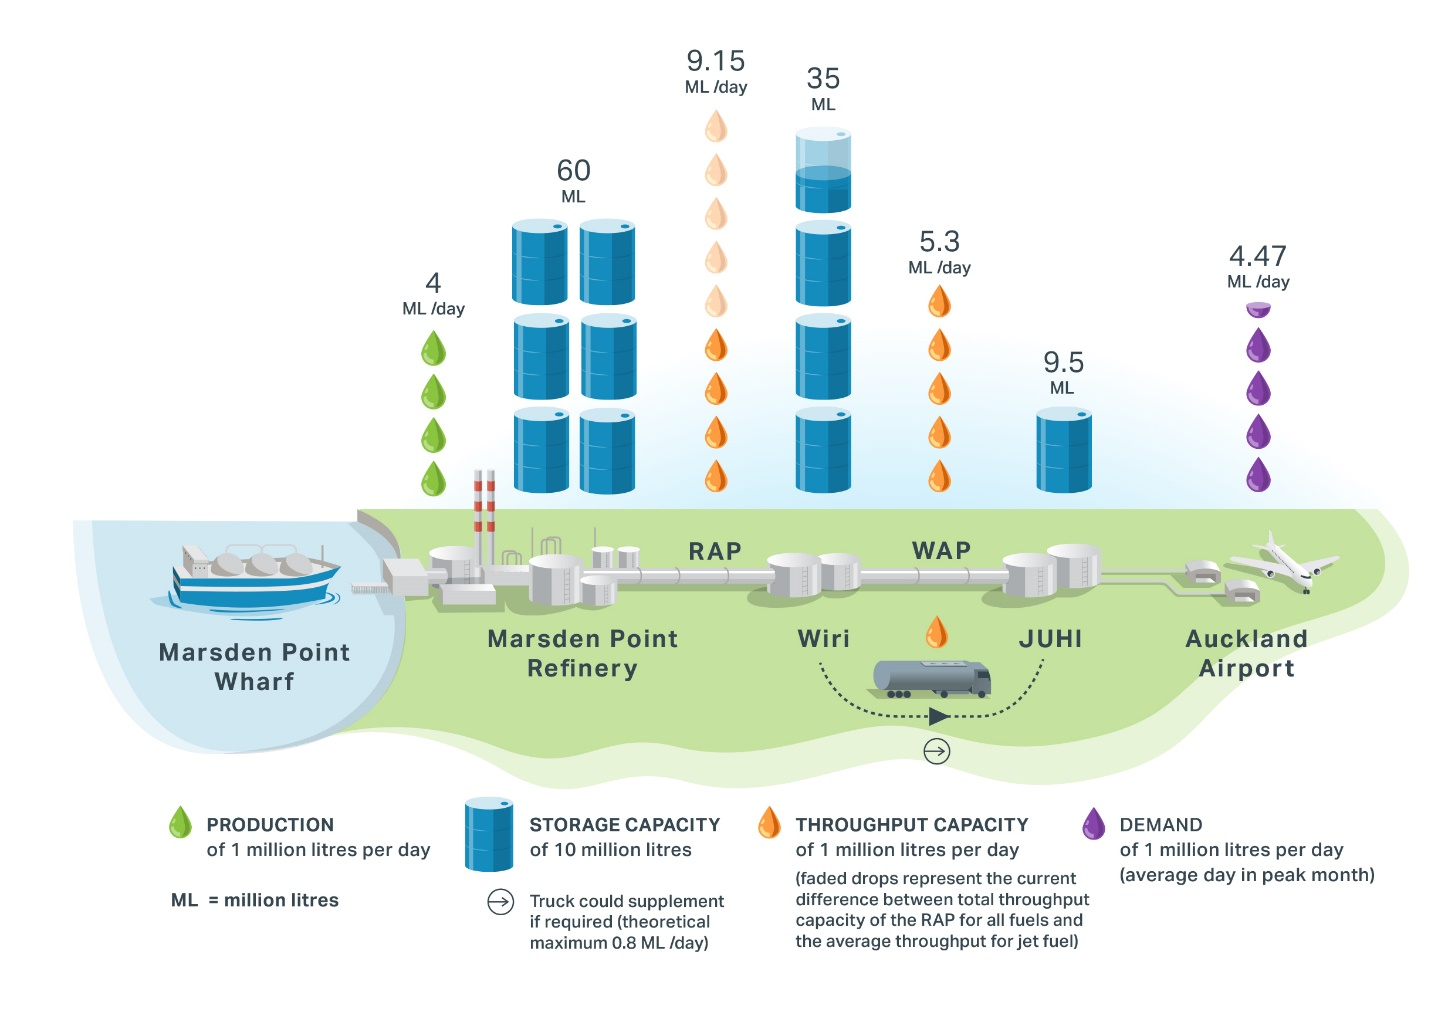 9.15
ML /day
35
ML
60
ML
5.3
ML /day
4.47
ML /day
4
ML /day
9.5
ML
RAP
WAP
Marsden Point
Wharf
Marsden Point
Refinery
Wiri
JUHI
Auckland
Airport
PRODUCTION
of 1 million litres per day
ML = million litres
STORAGE CAPACITY
of 10 million litres
Truck could supplement
if required (theoretical
maximum 0.8 ML /day)
THROUGHPUT CAPACITY
of 1 million litres per day
(faded drops represent the current
difference between total throughput
capacity of the RAP for all fuels and
the average throughput for jet fuel)
DEMAND
of 1 million litres per day
(average day in peak month)